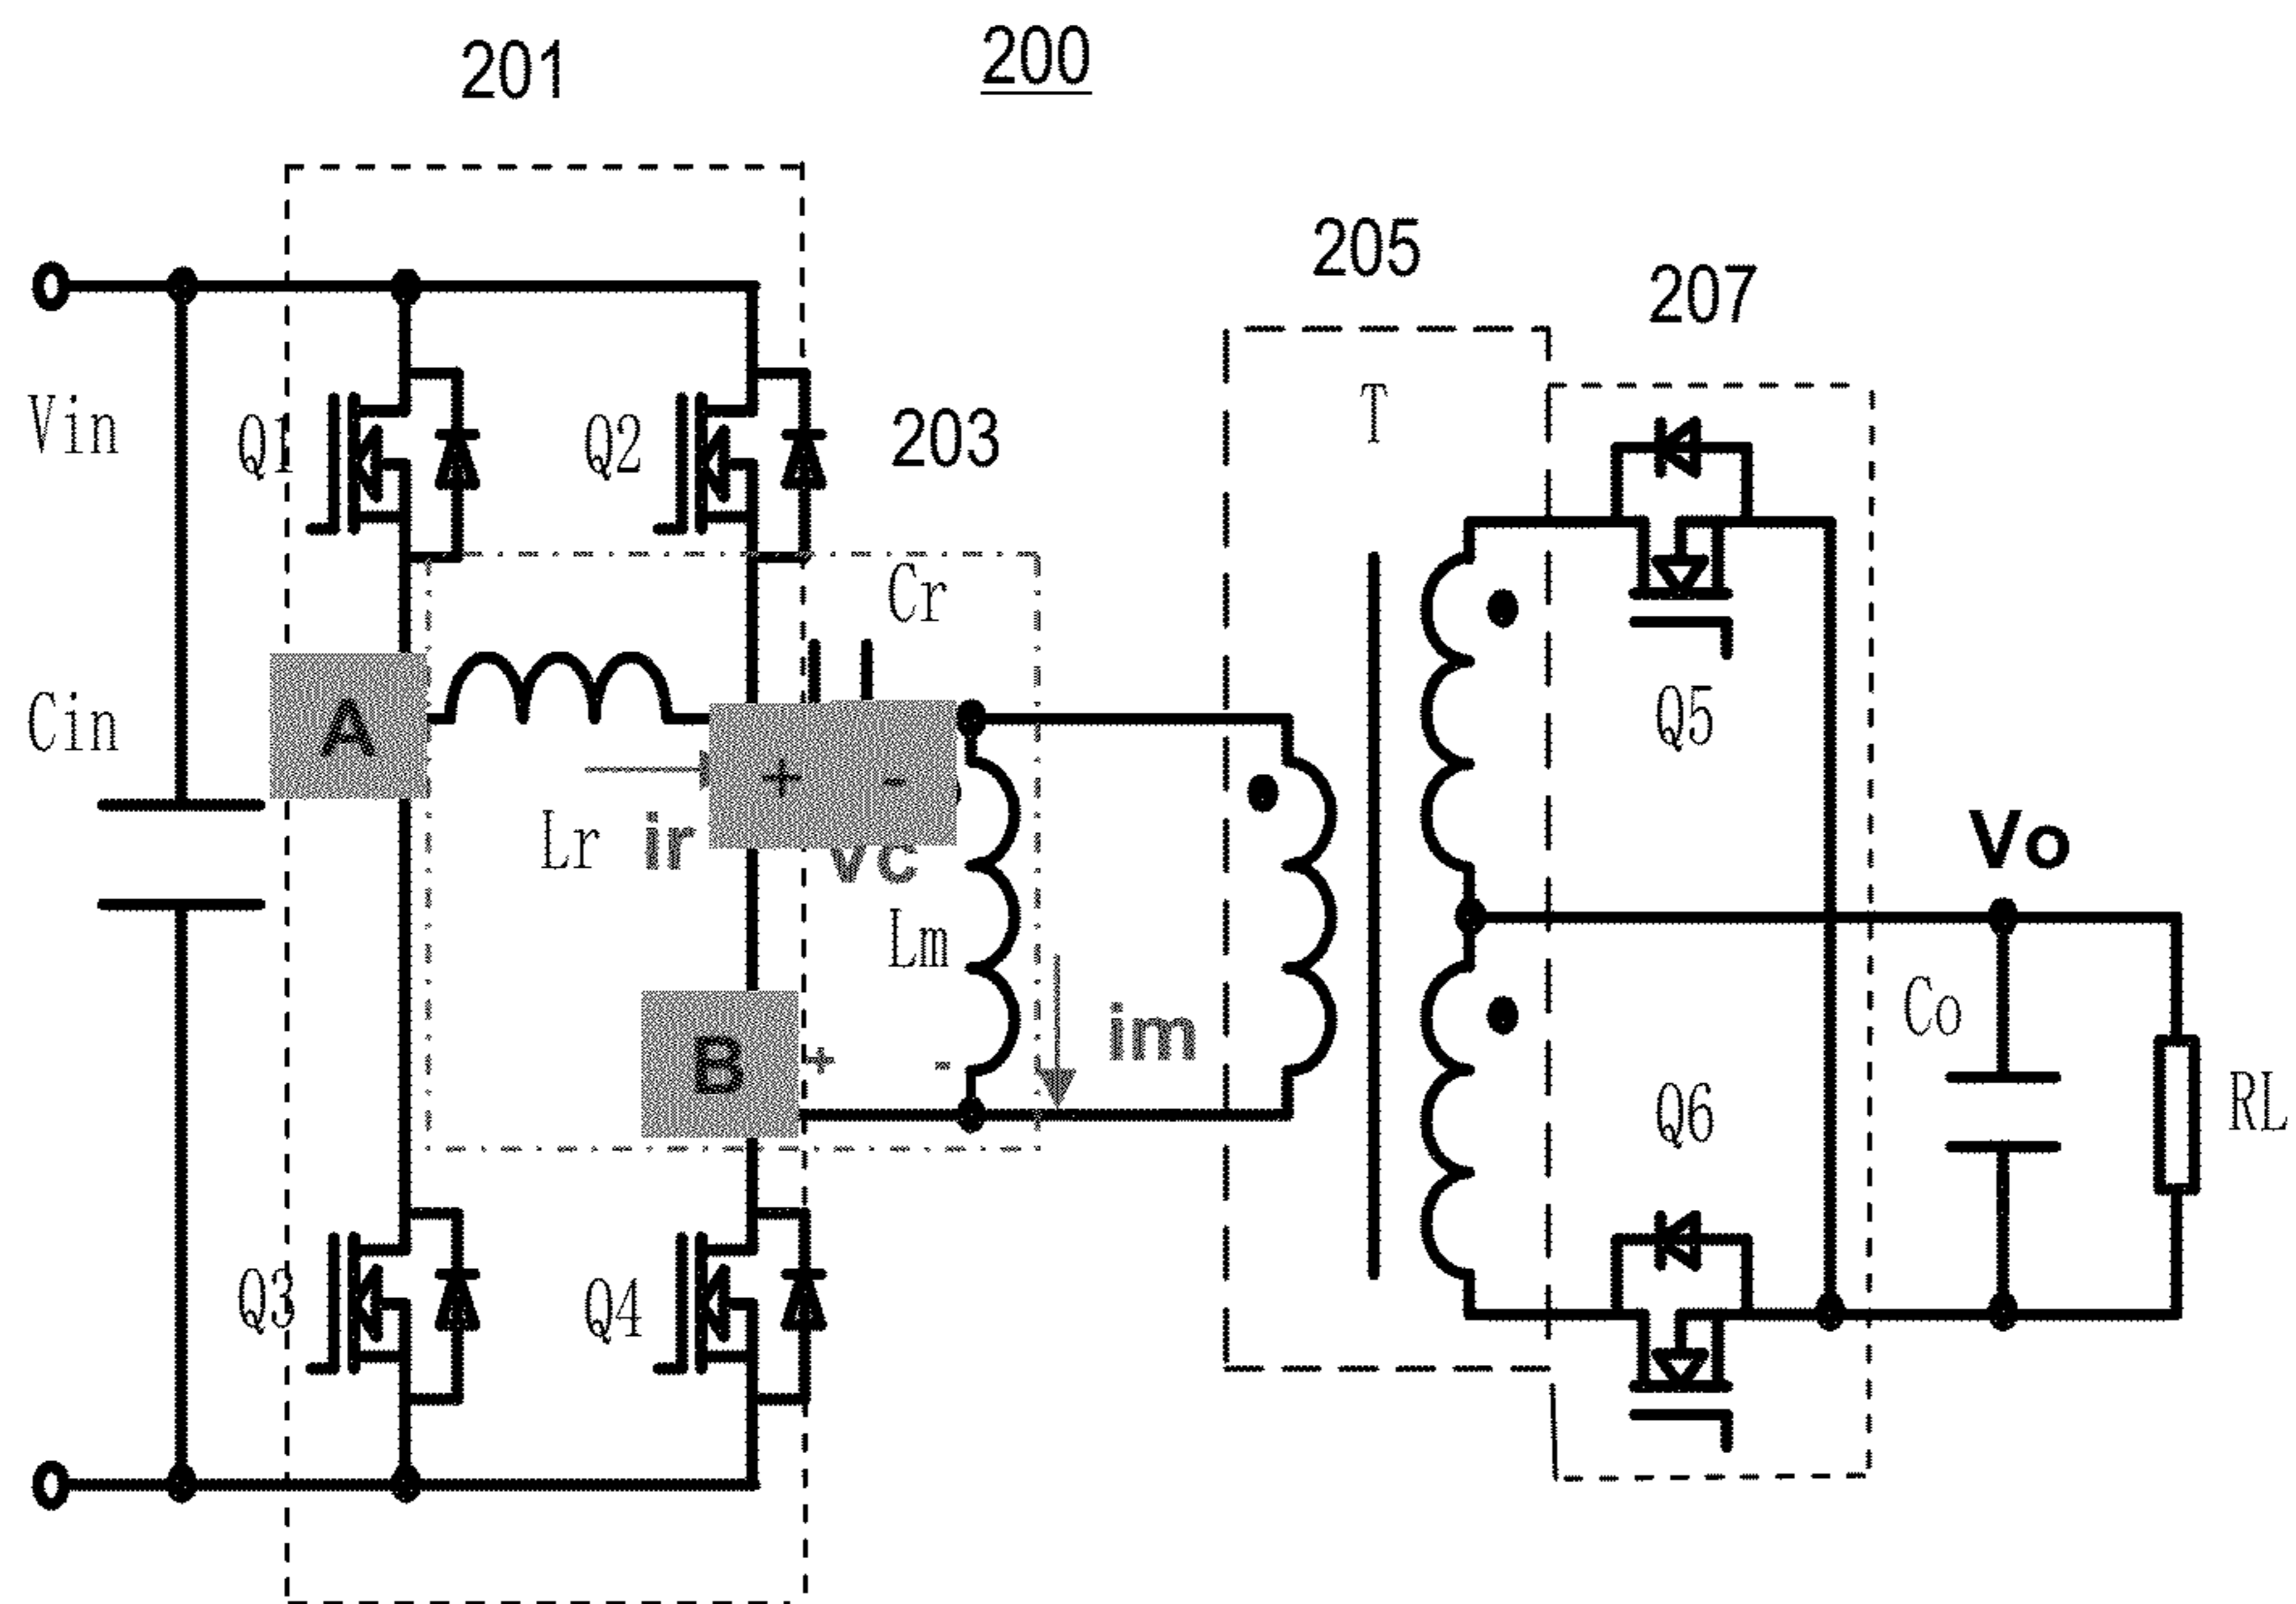 200
201
205
207
T
Vin
Q1
Q2
203
Cr
Cin
A
Q5
+ -
Lr
ir
vc
Vo
Lm
B
+ -
im
Co
RL
Q6
Q3
Q4